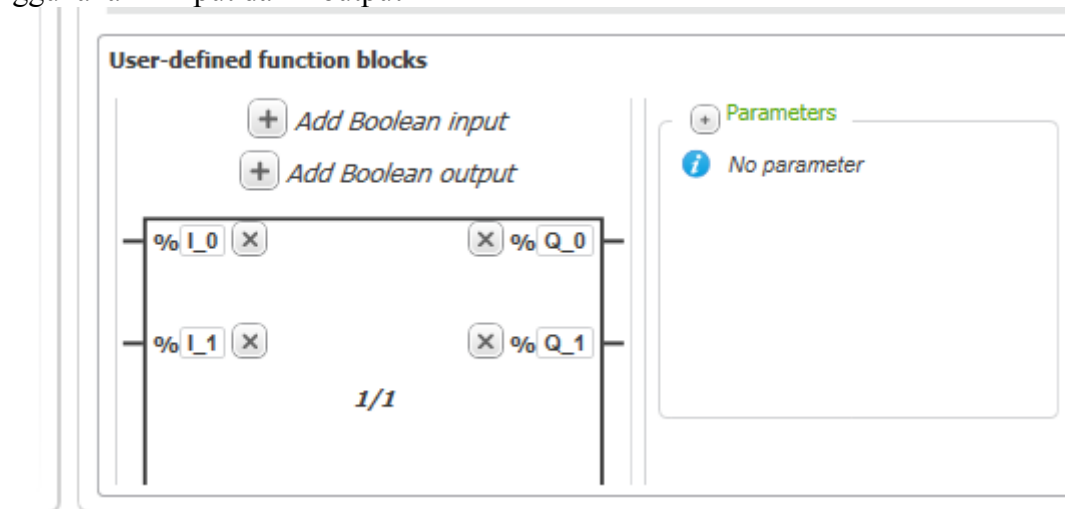 User-defined function blocks
+ Add Boolean input
+ Add Boolean output
+ Parameters
i No parameter
% I_0 X X % Q_0
% I_1 X X % Q_1
1/1